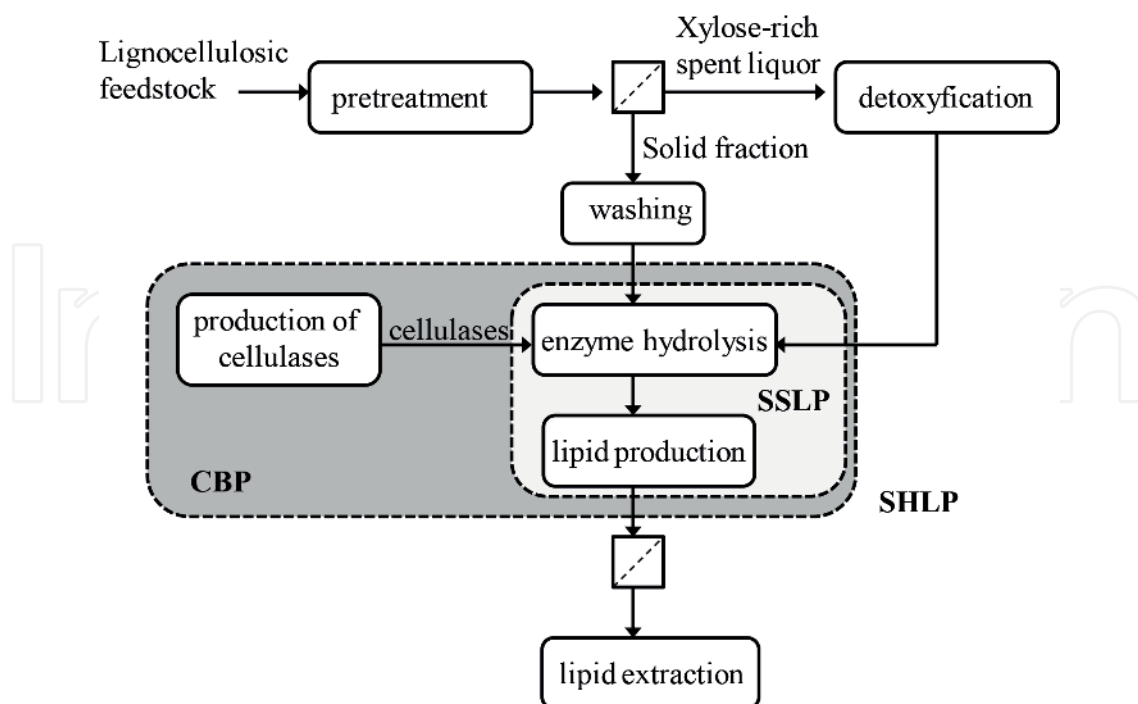 Lignocellulosic
feedstock
pretreatment
Xylose-rich
spent liquor
detoxyfication
Solid fraction
washing
production of
cellulases
cellulases
enzyme hydrolysis
SSLP
lipid production
CBP
SHLP
lipid extraction